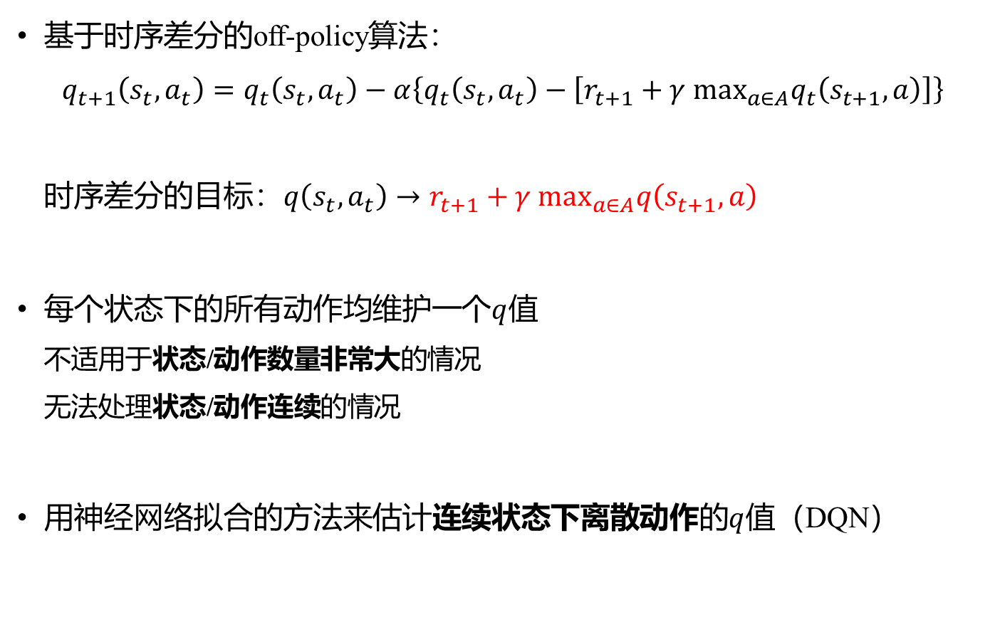 • 基于时序差分的off-policy算法：
q_{t+1}(s_t, a_t) = q_t(s_t, a_t) − α{q_t(s_t, a_t) − [r_{t+1} + γ max_{a∈A} q_t(s_{t+1}, a)]}
时序差分的目标：q(s_t, a_t) → r_{t+1} + γ max_{a∈A} q(s_{t+1}, a)
• 每个状态下的所有动作均维护一个q值
不适用于状态/动作数量非常大的情况
无法处理状态/动作连续的情况
• 用神经网络拟合的方法来估计连续状态下离散动作的q值（DQN）